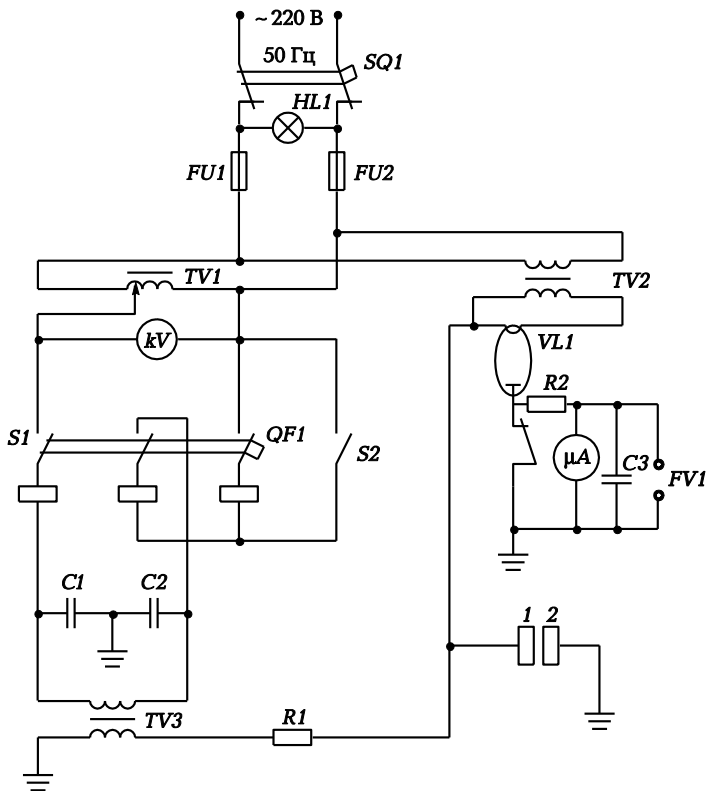 ~ 220 В
50 Гц
SQ1
HL1
FU1
FU2
TV1
TV2
kV
VL1
R2
S1
QF1
S2
μA
C3
FV1
C1
C2
1
2
TV3
R1